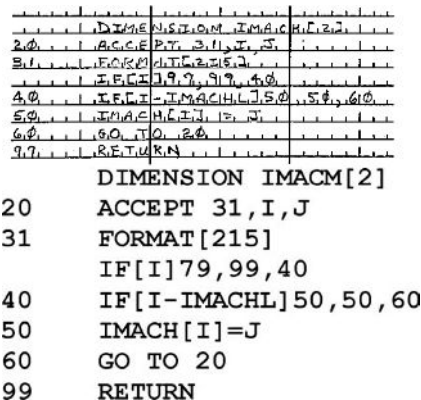 DIMENSION IMACH[2]
20 ACCEPT 31,I,J
31 FORMAT[2I5]
IF[I]99,99,40
40 IF[I-IMACHL]50,50,60
50 IMACH[I] = J
60 GO TO 20
99 RETURN
DIMENSION IMACM[2]
20 ACCEPT 31,I,J
31 FORMAT[215]
IF[I]79,99,40
40 IF[I-IMACHL]50,50,60
50 IMACH[I]=J
60 GO TO 20
99 RETURN